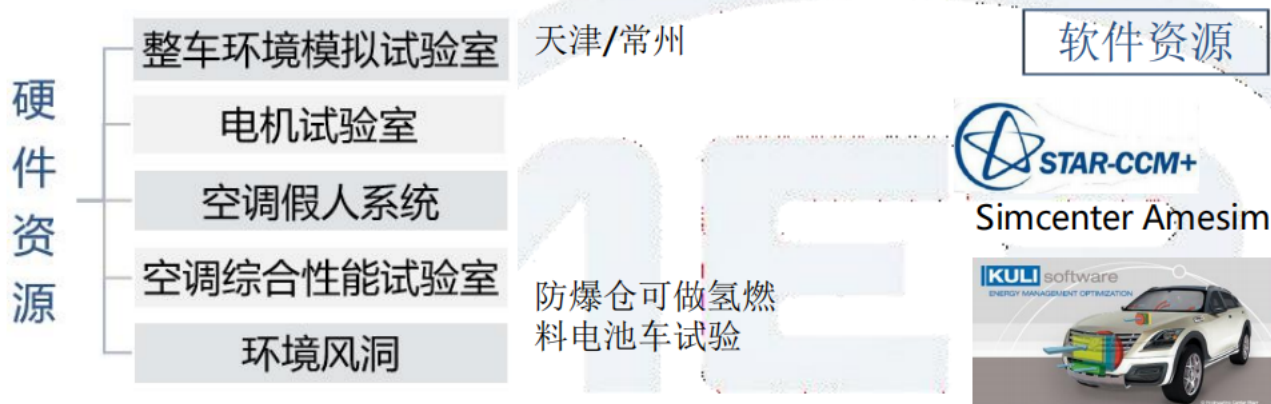 硬件资源
整车环境模拟试验室
电机试验室
空调假人系统
空调综合性能试验室
环境风洞
天津/常州
防爆仓可做氢燃
料电池车试验
软件资源
STAR-CCM+
Simcenter Amesim
KULI software
ENERGY MANAGEMENT OPTIMIZATION